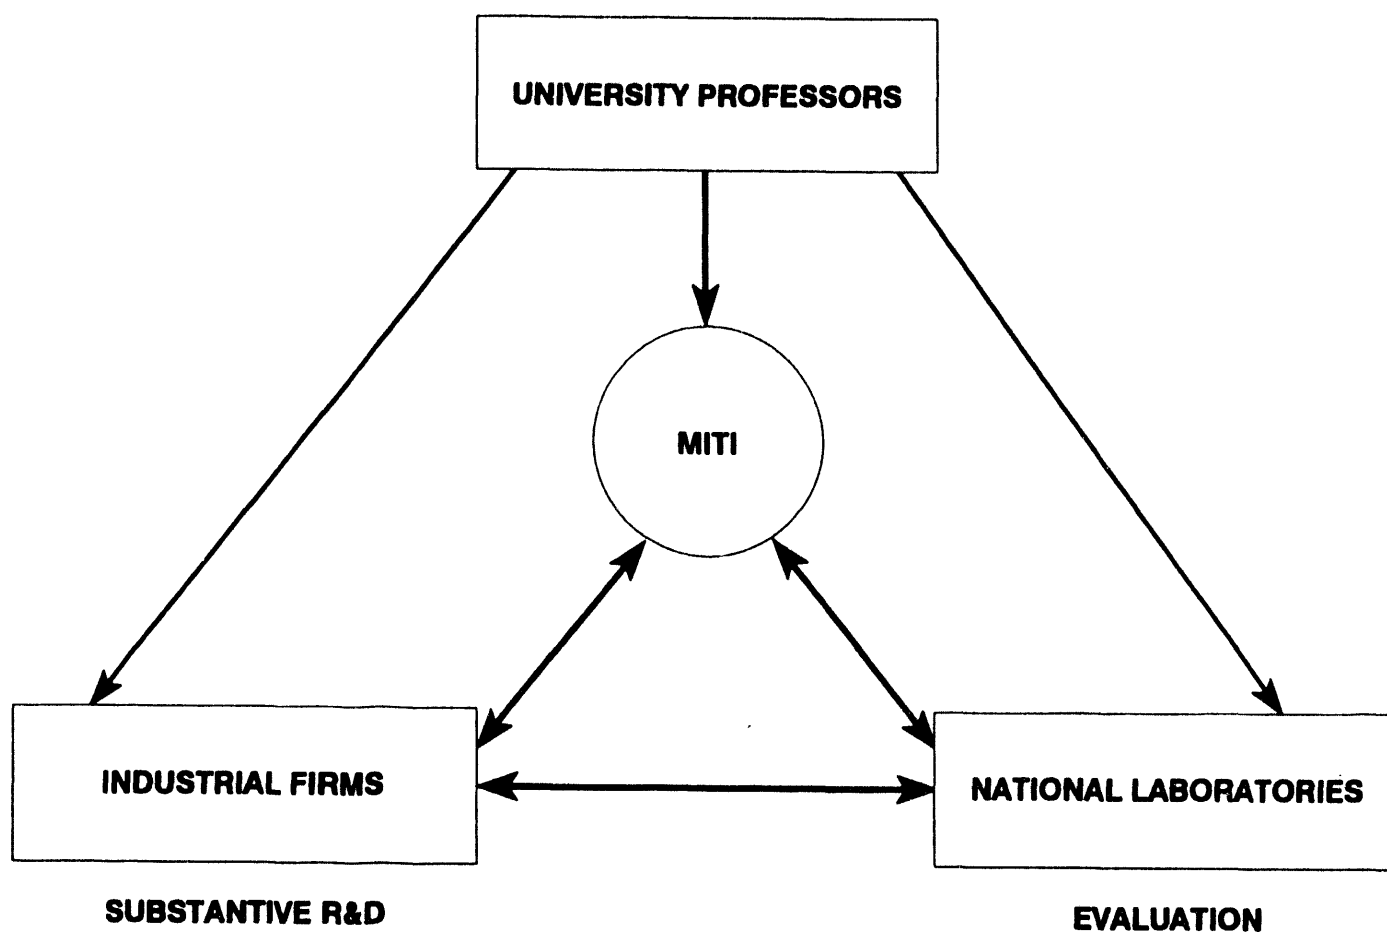 UNIVERSITY PROFESSORS
MITI
INDUSTRIAL FIRMS
NATIONAL LABORATORIES
SUBSTANTIVE R&D
EVALUATION